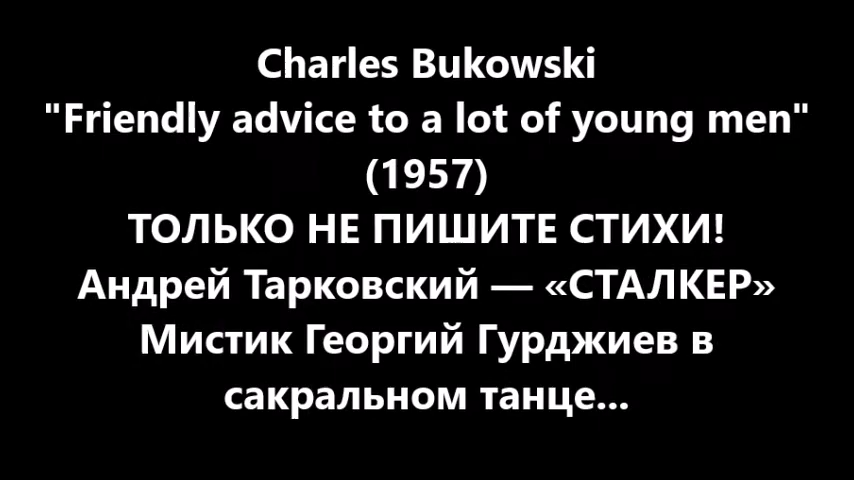 Charles Bukowski
"Friendly advice to a lot of young men"
(1957)
ТОЛЬКО НЕ ПИШИТЕ СТИХИ!
Андрей Тарковский — «СТАЛКЕР»
Мистик Георгий Гурджиев в
сакральном танце...